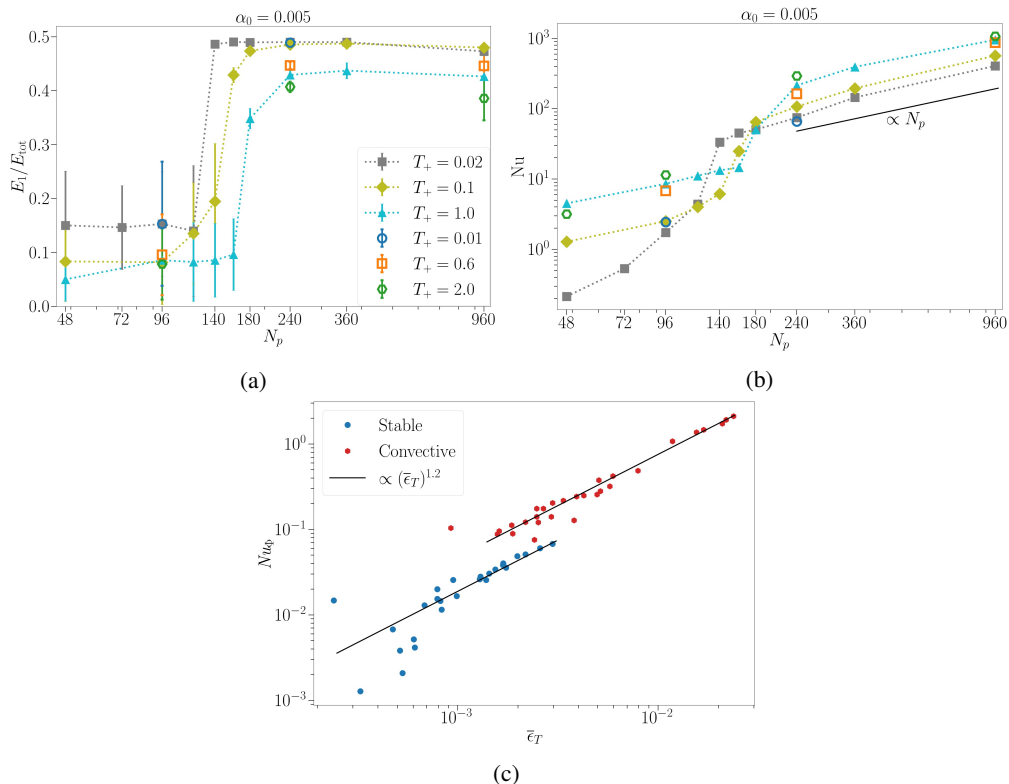 α₀ = 0.005
E₁/E_tot
0.5
0.4
0.3
0.2
0.1
0.0
T₊ = 0.02
T₊ = 0.1
T₊ = 1.0
T₊ = 0.01
T₊ = 0.6
T₊ = 2.0
48 72 96 140 180 240 360 960
N_p
(a)
α₀ = 0.005
Nu
10³
10²
10¹
10⁰
∝ N_p
48 72 96 140 180 240 360 960
N_p
(b)
Nu_Φ
10⁰
10⁻¹
10⁻²
10⁻³
Stable
Convective
∝ (ε̅_T)^1.2
10⁻³ 10⁻²
ε̅_T
(c)